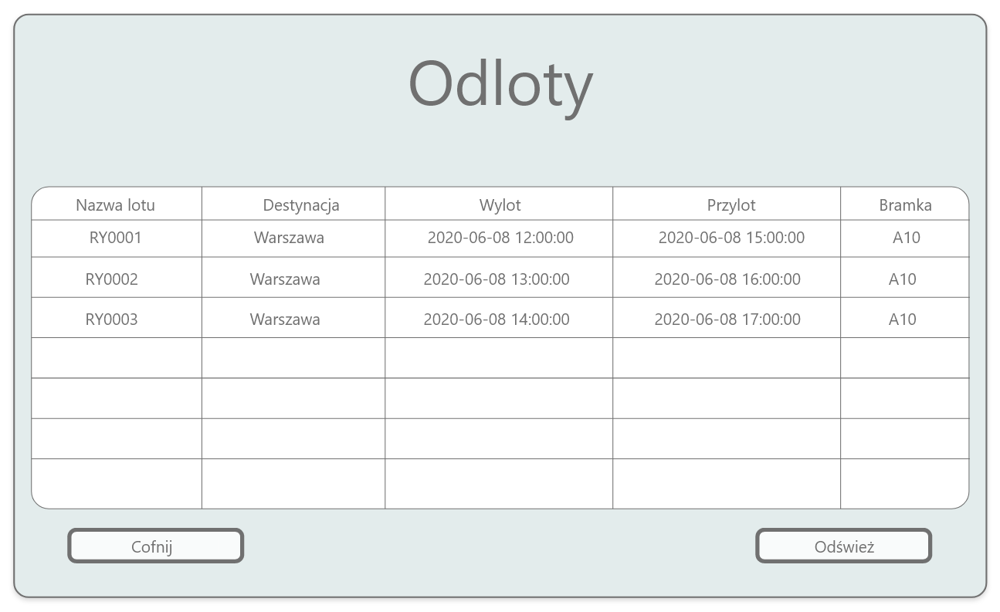 Odloty
Nazwa lotu Destynacja Wylot Przylot Bramka
RY0001 Warszawa 2020-06-08 12:00:00 2020-06-08 15:00:00 A10
RY0002 Warszawa 2020-06-08 13:00:00 2020-06-08 16:00:00 A10
RY0003 Warszawa 2020-06-08 14:00:00 2020-06-08 17:00:00 A10
Cofnij Odśwież